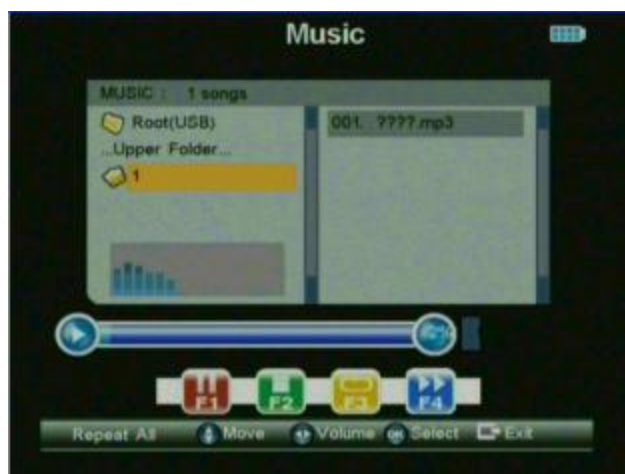 Music
MUSIC : 1 songs
Root(USB)
...Upper Folder...
1
001. ????.mp3
F1 F2 F3 F4
Repeat All Move Volume OK Select Exit